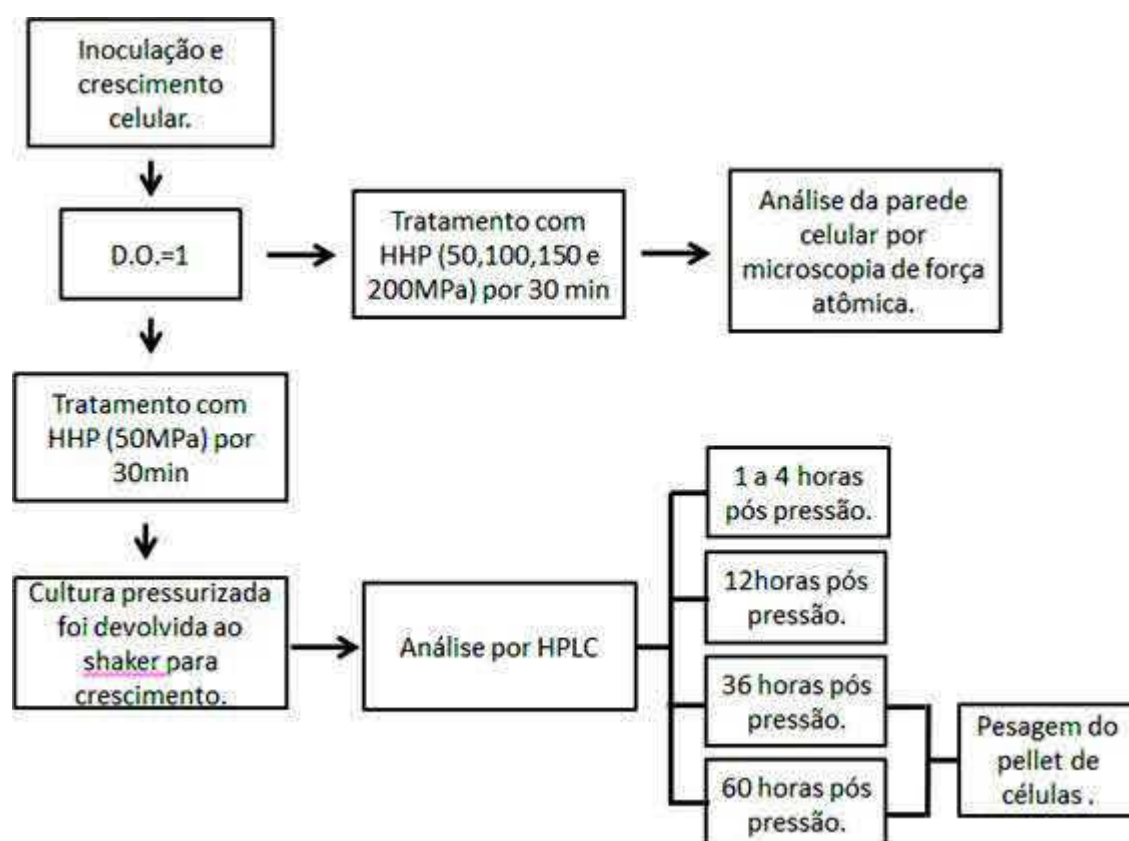 Inoculação e
crescimento
celular.
D.O.=1
Tratamento com
HHP (50,100,150 e
200MPa) por 30 min
Análise da parede
celular por
microscopia de força
atômica.
Tratamento com
HHP (50MPa) por
30min
Cultura pressurizada
foi devolvida ao
shaker para
crescimento.
Análise por HPLC
1 a 4 horas
pós pressão.
12horas pós
pressão.
36 horas pós
pressão.
60 horas pós
pressão.
Pesagem do
pellet de
células .